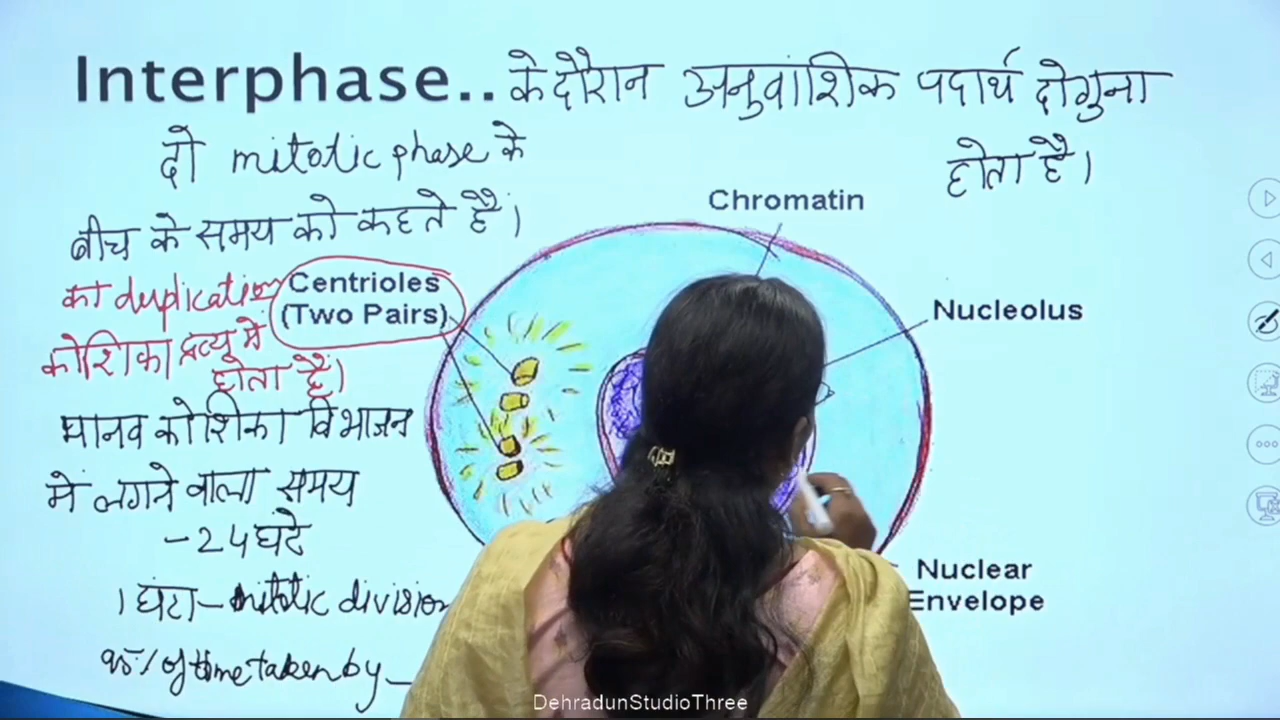 Interphase.. के दौरान अनुवांशिक पदार्थ दोगुना
होता है।
दो mitotic phase के
बीच के समय को कहते हैं।
Chromatin
का duplication
Centrioles
(Two Pairs)
कोशिका द्रव्य में
होता है।
Nucleolus
मानव कोशिका विभाजन
में लगने वाला समय
- 24 घंटे
1 घंटा - mitotic division
95% of time taken by -
Nuclear
Envelope
DehradunStudioThree